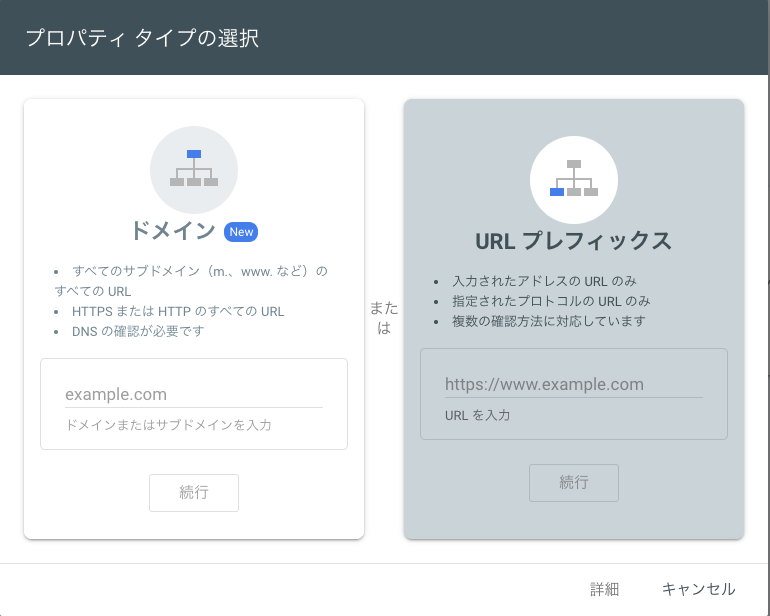 プロパティ タイプの選択
ドメイン New
• すべてのサブドメイン（m.、www. など）の
すべての URL
• HTTPS または HTTP のすべての URL
• DNS の確認が必要です
example.com
ドメインまたはサブドメインを入力
続行
また
は
URL プレフィックス
• 入力されたアドレスの URL のみ
• 指定されたプロトコルの URL のみ
• 複数の確認方法に対応しています
https://www.example.com
URL を入力
続行
詳細 キャンセル